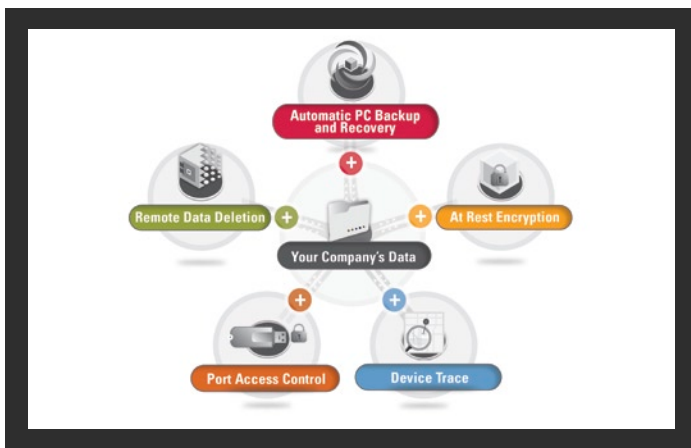 Automatic PC Backup
and Recovery
Remote Data Deletion
At Rest Encryption
Your Company's Data
Port Access Control
Device Trace